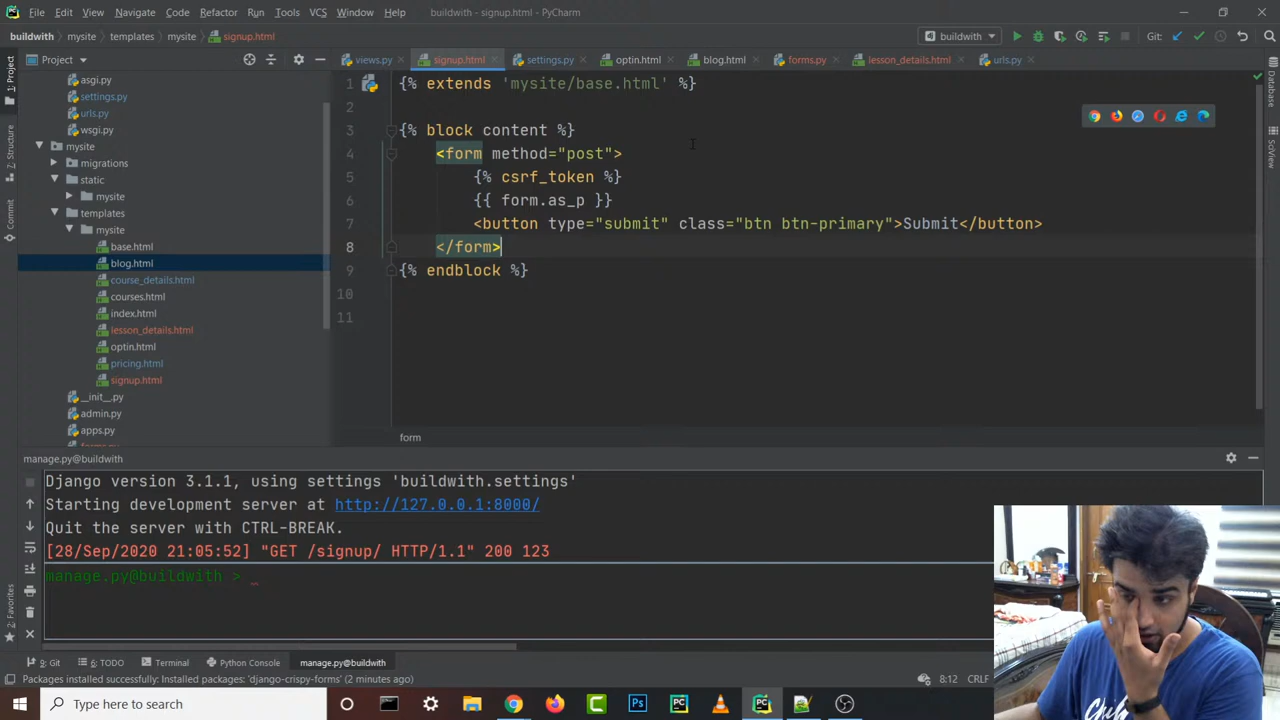 File Edit View Navigate Code Refactor Run Tools VCS Window Help buildwith - signup.html - PyCharm
buildwith mysite templates mysite signup.html buildwith Git:
Project views.py signup.html settings.py optin.html blog.html forms.py lesson_details.html urls.py
asgi.py
settings.py
urls.py
wsgi.py
mysite
migrations
static
mysite
templates
mysite
base.html
blog.html
course_details.html
courses.html
index.html
lesson_details.html
optin.html
pricing.html
signup.html
__init__.py
admin.py
apps.py
1 {% extends 'mysite/base.html' %}
2
3 {% block content %}
4 <form method="post">
5 {% csrf_token %}
6 {{ form.as_p }}
7 <button type="submit" class="btn btn-primary">Submit</button>
8 </form>
9 {% endblock %}
10
11
form
1: Project
7: Structure
Commit
2: Favorites
Database
SciView
manage.py@buildwith
Django version 3.1.1, using settings 'buildwith.settings'
Starting development server at http://127.0.0.1:8000/
Quit the server with CTRL-BREAK.
[28/Sep/2020 21:05:52] "GET /signup/ HTTP/1.1" 200 123
manage.py@buildwith > _
9: Git 6: TODO Terminal Python Console manage.py@buildwith
Packages installed successfully: Installed packages: 'django-crispy-forms' (2 minutes ago) 8:12 CRLF
Type here to search